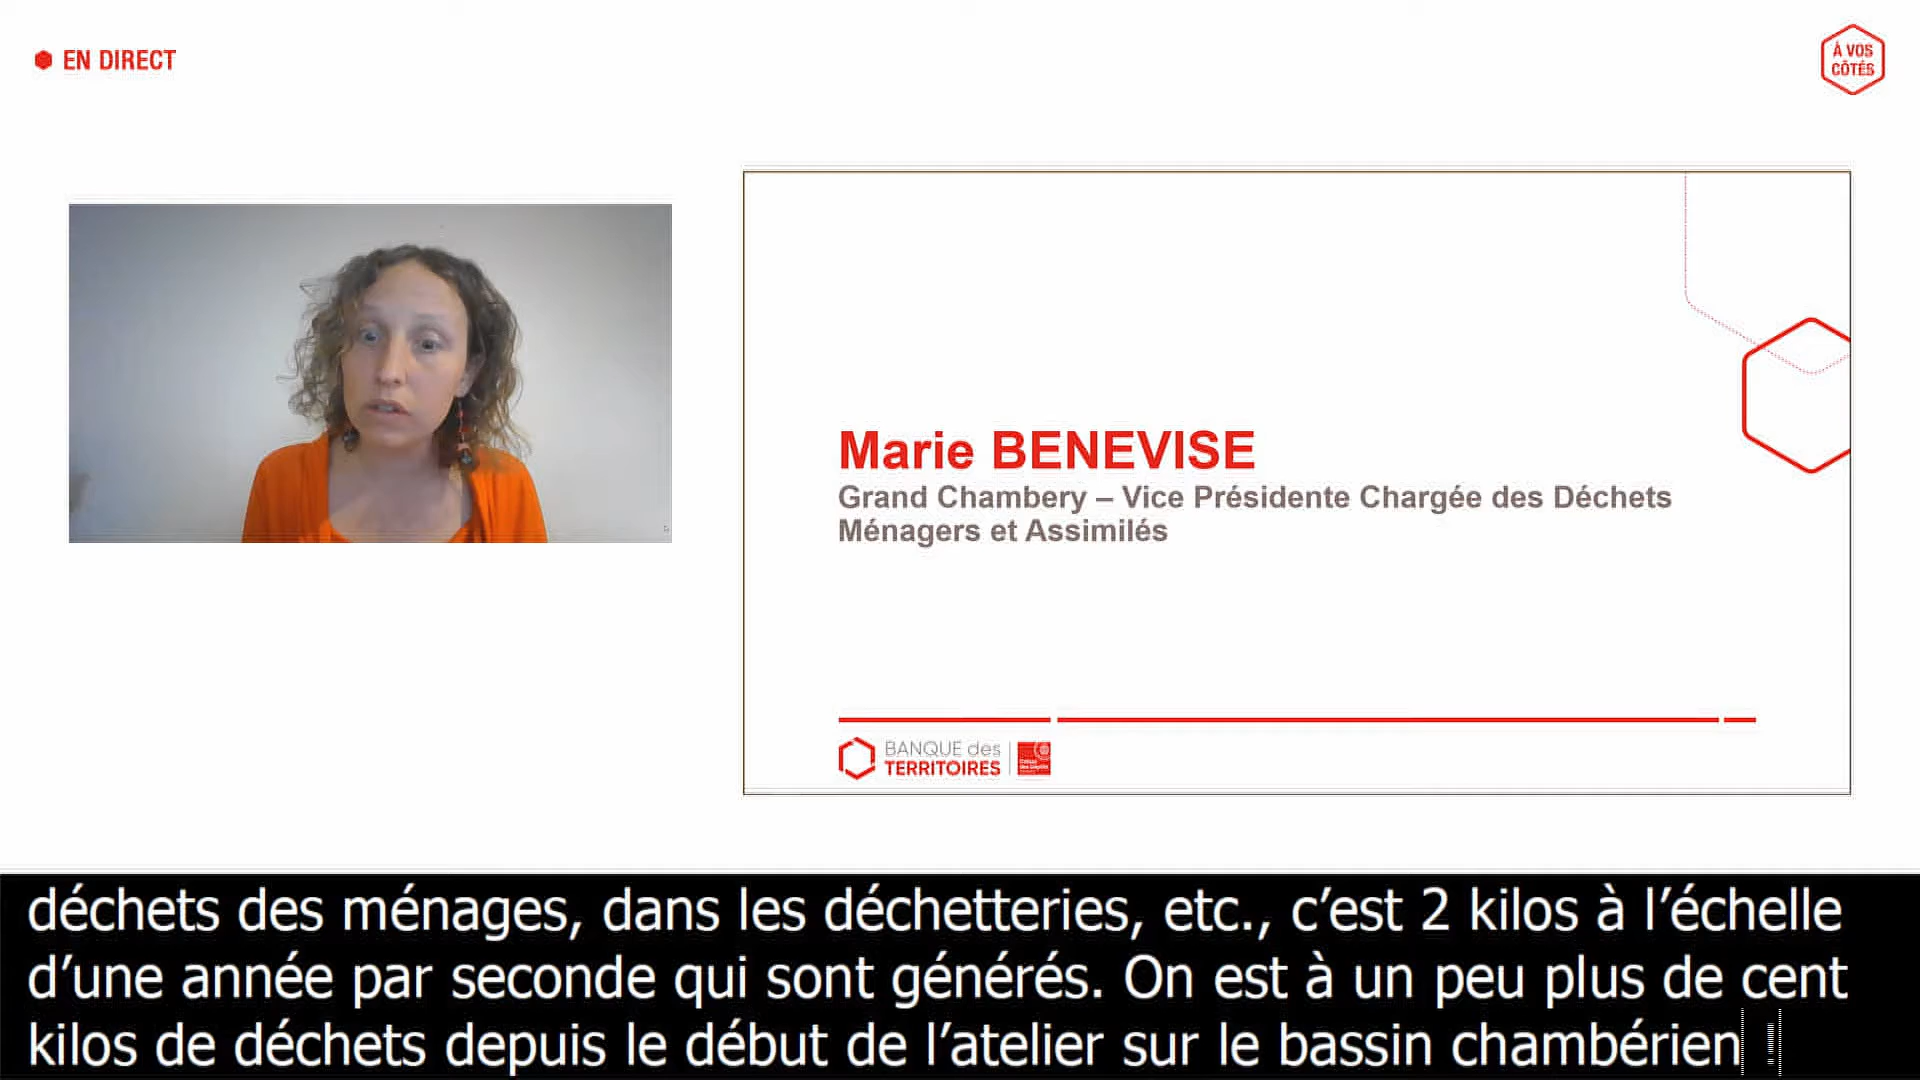 EN DIRECT
À VOS
CÔTÉS
Marie BENEVISE
Grand Chambery – Vice Présidente Chargée des Déchets
Ménagers et Assimilés
BANQUE des
TERRITOIRES
déchets des ménages, dans les déchetteries, etc., c’est 2 kilos à l’échelle
d’une année par seconde qui sont générés. On est à un peu plus de cent
kilos de déchets depuis le début de l’atelier sur le bassin chambérien